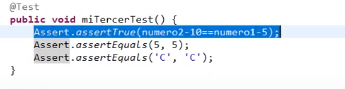 @Test
public void miTercerTest() {
Assert.assertTrue(numero2-10==numero1-5);
Assert.assertEquals(5, 5);
Assert.assertEquals('C', 'C');
}